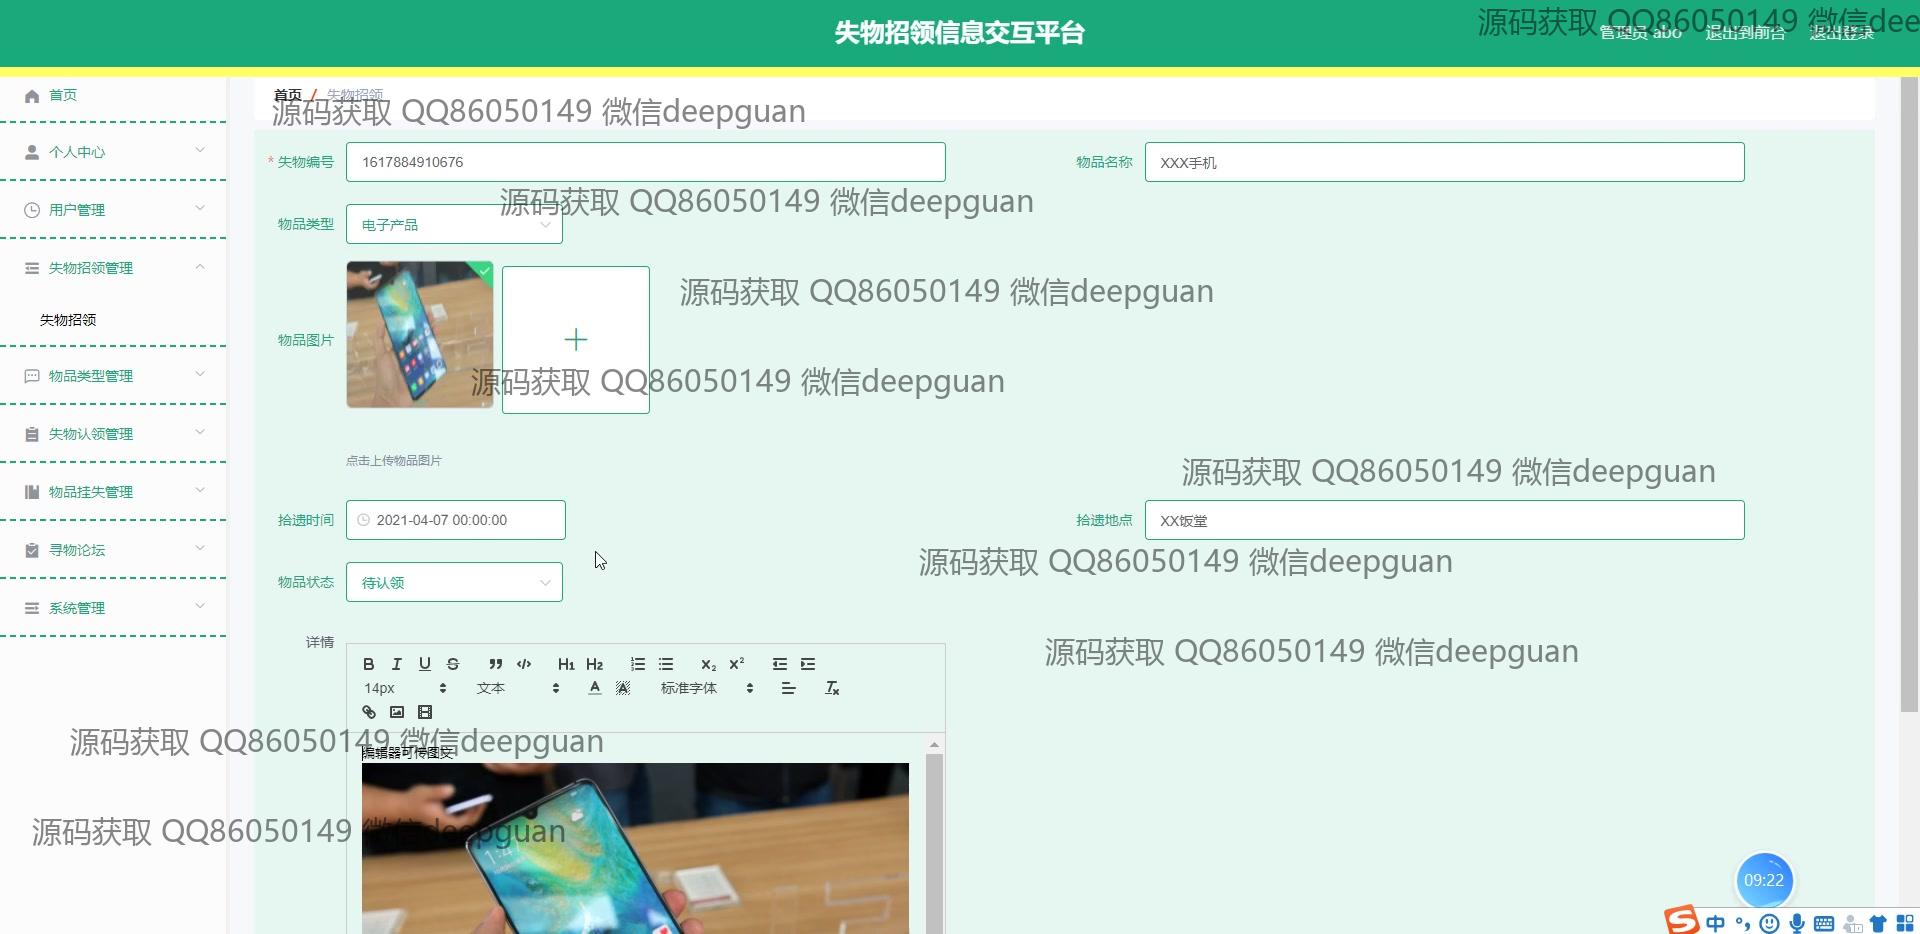 失物招领信息交互平台
源码获取 QQ86050149 微信dee
管理员 abo 退出到前台 退出登录
首页
首页 / 失物招领
源码获取 QQ86050149 微信deepguan
个人中心
* 失物编号 1617884910676 物品名称 XXX手机
用户管理
源码获取 QQ86050149 微信deepguan
物品类型 电子产品
失物招领管理
源码获取 QQ86050149 微信deepguan
失物招领
物品图片
物品类型管理
源码获取 QQ86050149 微信deepguan
失物认领管理
点击上传物品图片
源码获取 QQ86050149 微信deepguan
物品挂失管理
拾遗时间 2021-04-07 00:00:00 拾遗地点 XX饭堂
寻物论坛
源码获取 QQ86050149 微信deepguan
物品状态 待认领
系统管理
详情
源码获取 QQ86050149 微信deepguan
B I U S H1 H2 X2 X2
14px 文本 A A 标准字体 Tx
源码获取 QQ86050149 微信deepguan
编辑器可传图文
源码获取 QQ86050149 微信deepguan
09:22
S 中